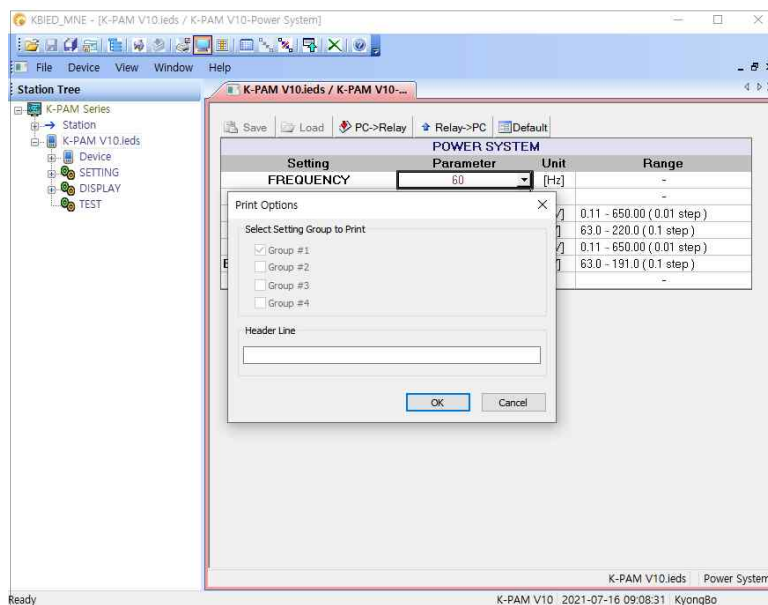 KBIED_MNE - [K-PAM V10.ieds / K-PAM V10-Power System]
File Device View Window Help
Station Tree
K-PAM V10.ieds / K-PAM V10-...
K-PAM Series
Station
K-PAM V10.ieds
Device
SETTING
DISPLAY
TEST
Save Load PC->Relay Relay->PC Default
POWER SYSTEM
Setting Parameter Unit Range
FREQUENCY 60 [Hz] -
-
0.11 - 650.00 ( 0.01 step )
63.0 - 220.0 ( 0.1 step )
0.11 - 650.00 ( 0.01 step )
63.0 - 191.0 ( 0.1 step )
-
Print Options
Select Setting Group to Print
Group #1
Group #2
Group #3
Group #4
Header Line
OK Cancel
K-PAM V10.ieds Power System
Ready K-PAM V10 2021-07-16 09:08:31 KyongBo